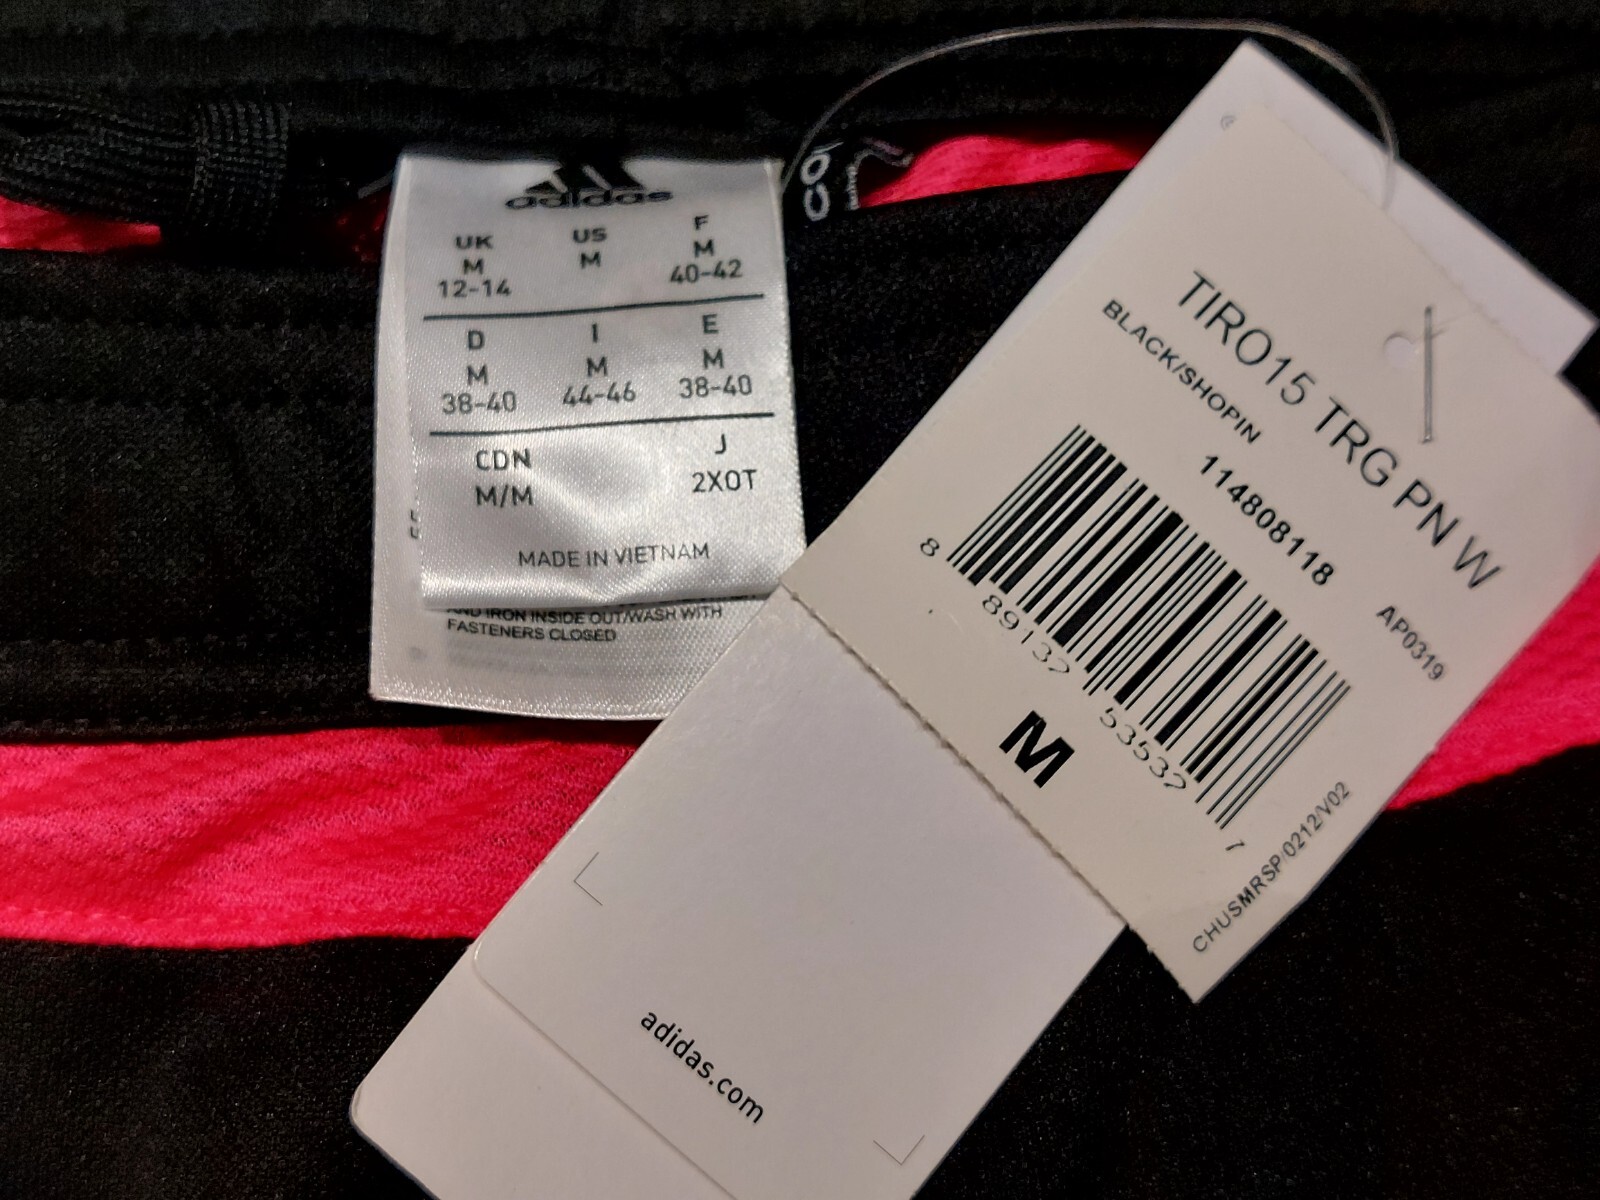 adidas
UK US F
M M M
12-14 40-42
D I E
M M M
38-40 44-46 38-40
CDN J
M/M 2XOT
MADE IN VIETNAM
AND IRON INSIDE OUT/WASH WITH
FASTENERS CLOSED
TIRO15 TRG PN W
BLACK/SHOPIN
114808118
AP0319
8 89132 53532 7
M
CHUSMRSP/0212/V02
adidas.com